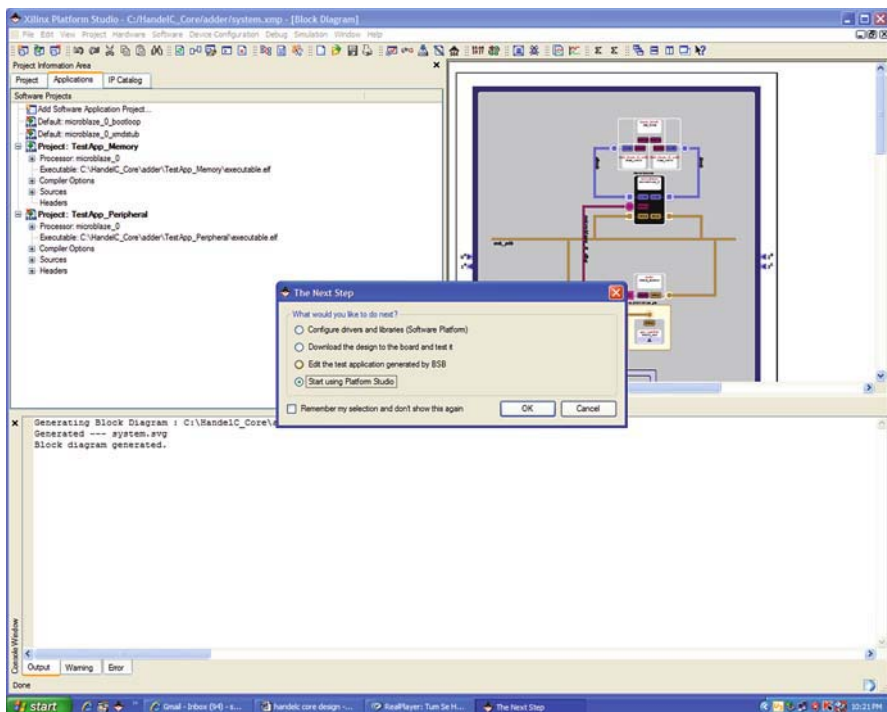 Xilinx Platform Studio - C:/HandelC_Core/adder/system.xmp - [Block Diagram]
File Edit View Project Hardware Software Device Configuration Debug Simulation Window Help
Project Information Area
Project Applications IP Catalog
Software Projects
Add Software Application Project...
Default: microblaze_0_bootloop
Default: microblaze_0_xmdstub
Project: TestApp_Memory
Processor: microblaze_0
Executable: C:\HandelC_Core\adder\TestApp_Memory\executable.elf
Compiler Options
Sources
Headers
Project: TestApp_Peripheral
Processor: microblaze_0
Executable: C:\HandelC_Core\adder\TestApp_Peripheral\executable.elf
Compiler Options
Sources
Headers
The Next Step
What would you like to do next?
Configure drivers and libraries (Software Platform)
Download the design to the board and test it
Edit the test application generated by BSB
Start using Platform Studio
Remember my selection and don't show this again
OK Cancel
Generating Block Diagram : C:\HandelC_Core\
Generated --- system.svg
Block diagram generated.
Console Window
Output Warning Error
Done
start Gmail - Inbox (94) - s... handelc core design -... RealPlayer: Tum Se H... The Next Step 10:21 PM